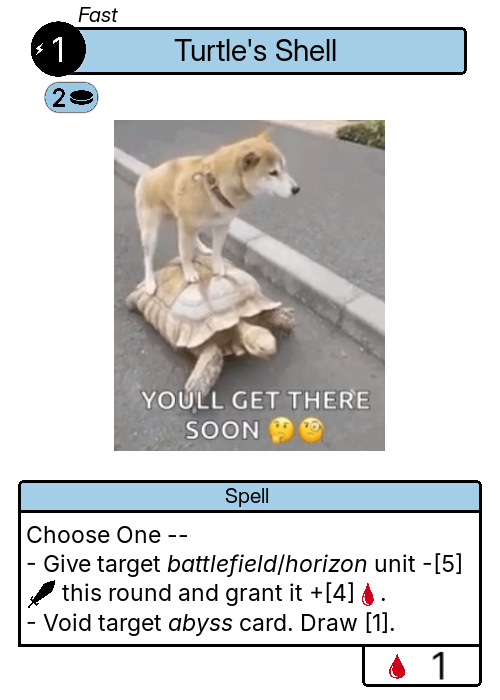 Fast
1
Turtle's Shell
2
YOULL GET THERE
SOON 🤔🧐
Spell
Choose One --
- Give target battlefield/horizon unit -[5]
this round and grant it +[4] .
- Void target abyss card. Draw [1].
1